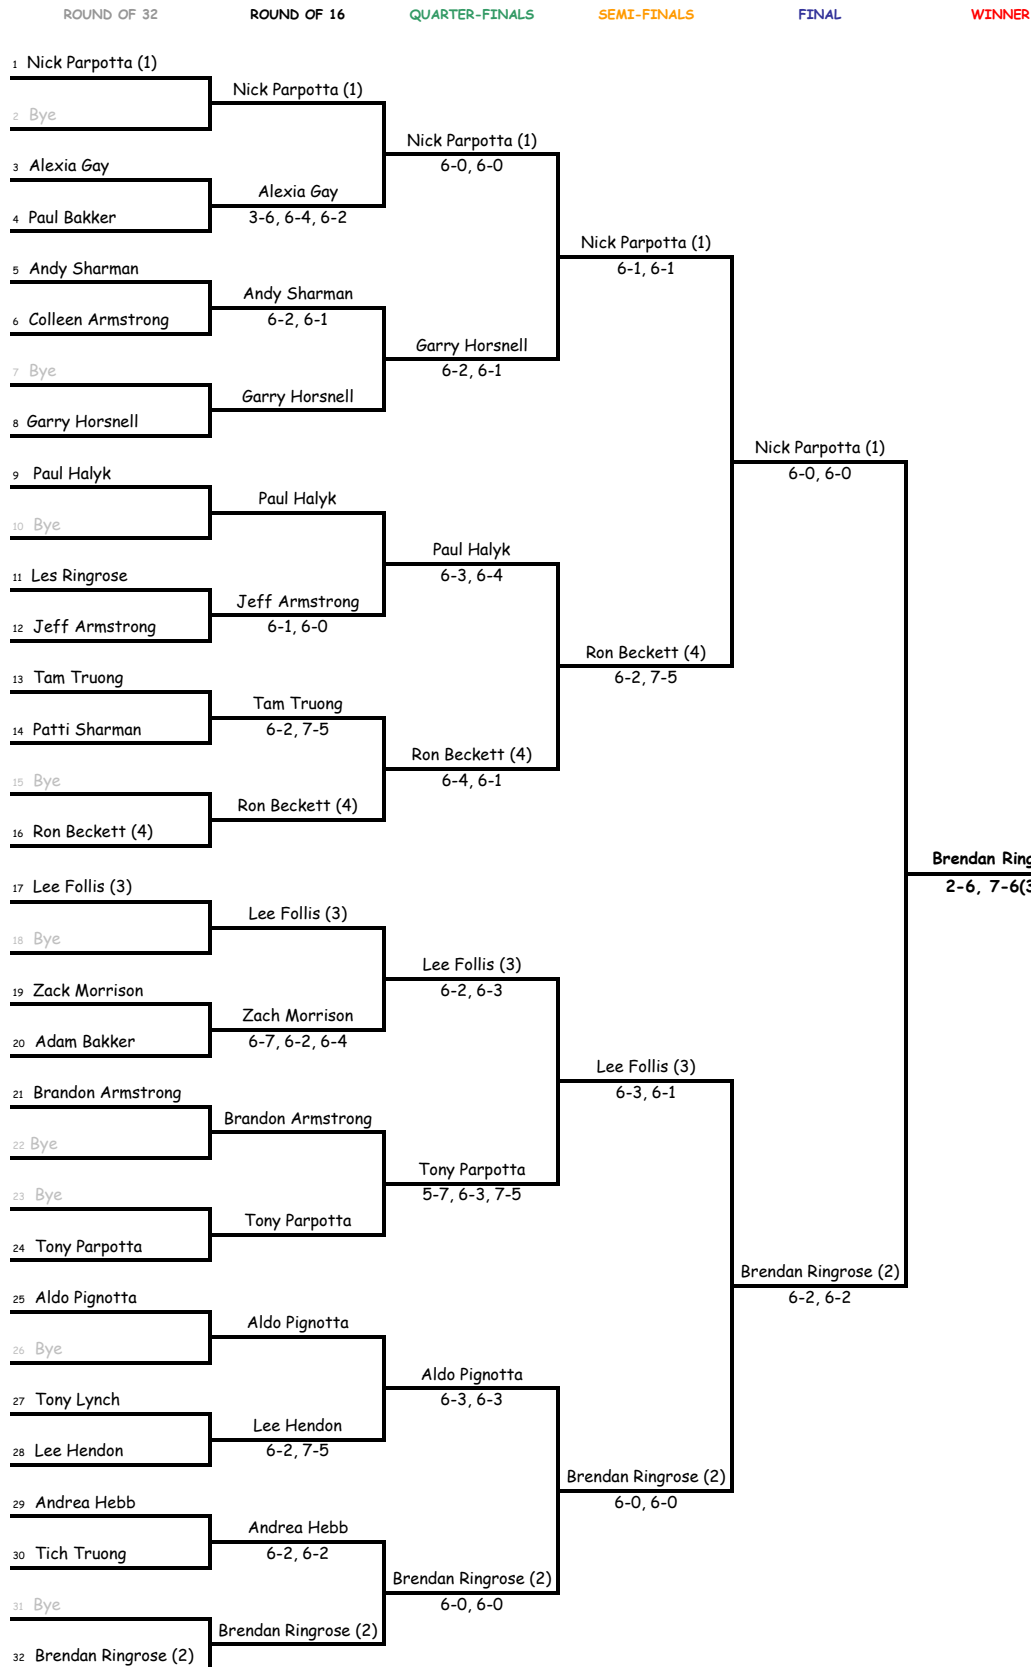 ROUND OF 32
ROUND OF 16
QUARTER-FINALS
SEMI-FINALS
FINAL
WINNER
1 Nick Parpotta (1)
2 Bye
3 Alexia Gay
4 Paul Bakker
5 Andy Sharman
6 Colleen Armstrong
7 Bye
8 Garry Horsnell
9 Paul Halyk
10 Bye
11 Les Ringrose
12 Jeff Armstrong
13 Tam Truong
14 Patti Sharman
15 Bye
16 Ron Beckett (4)
17 Lee Follis (3)
18 Bye
19 Zack Morrison
20 Adam Bakker
21 Brandon Armstrong
22 Bye
23 Bye
24 Tony Parpotta
25 Aldo Pignotta
26 Bye
27 Tony Lynch
28 Lee Hendon
29 Andrea Hebb
30 Tich Truong
31 Bye
32 Brendan Ringrose (2)
Nick Parpotta (1)
Alexia Gay
3-6, 6-4, 6-2
Andy Sharman
6-2, 6-1
Garry Horsnell
Paul Halyk
Jeff Armstrong
6-1, 6-0
Tam Truong
6-2, 7-5
Ron Beckett (4)
Lee Follis (3)
Zach Morrison
6-7, 6-2, 6-4
Brandon Armstrong
Tony Parpotta
Aldo Pignotta
Lee Hendon
6-2, 7-5
Andrea Hebb
6-2, 6-2
Brendan Ringrose (2)
Nick Parpotta (1)
6-0, 6-0
Garry Horsnell
6-2, 6-1
Paul Halyk
6-3, 6-4
Ron Beckett (4)
6-4, 6-1
Lee Follis (3)
6-2, 6-3
Tony Parpotta
5-7, 6-3, 7-5
Aldo Pignotta
6-3, 6-3
Brendan Ringrose (2)
6-0, 6-0
Nick Parpotta (1)
6-1, 6-1
Ron Beckett (4)
6-2, 7-5
Lee Follis (3)
6-3, 6-1
Brendan Ringrose (2)
6-0, 6-0
Nick Parpotta (1)
6-0, 6-0
Brendan Ringrose (2)
6-2, 6-2
Brendan Ring
2-6, 7-6(3